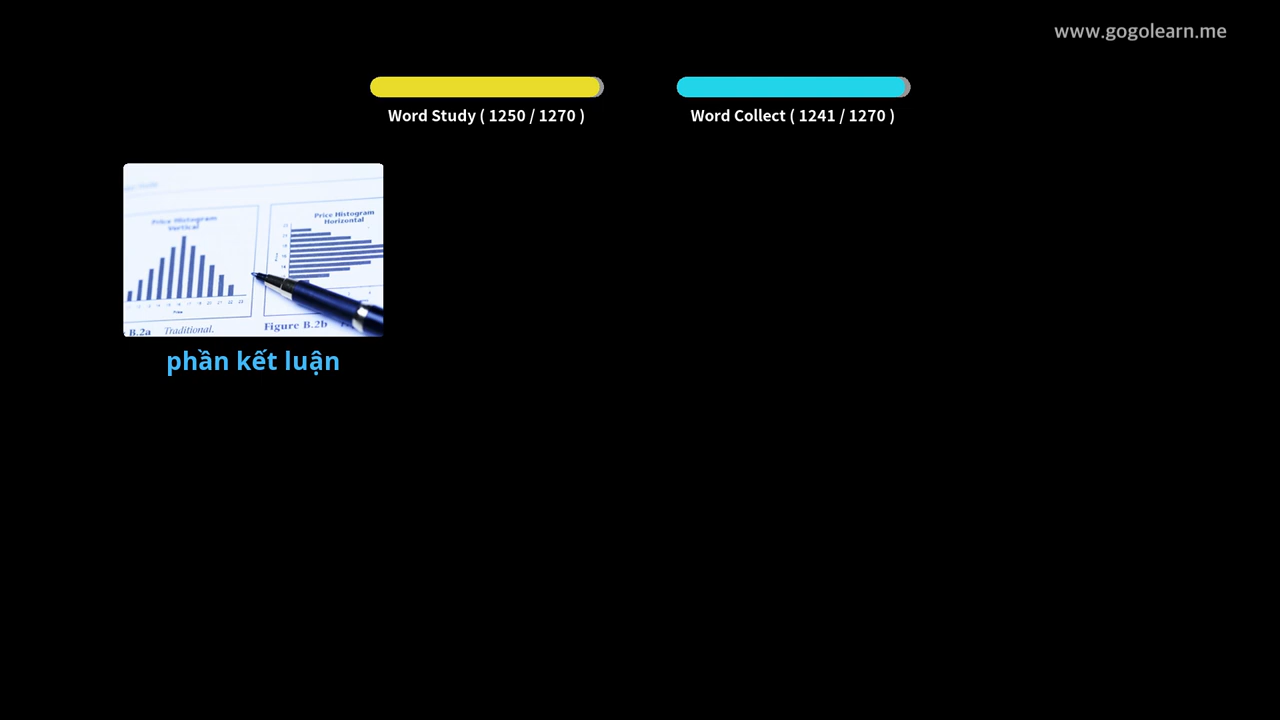 www.gogolearn.me
Word Study ( 1250 / 1270 )
Word Collect ( 1241 / 1270 )
Price Histogram
Vertical
Price Histogram
Horizontal
Price
B.2a Traditional.
Figure B.2b
phần kết luận